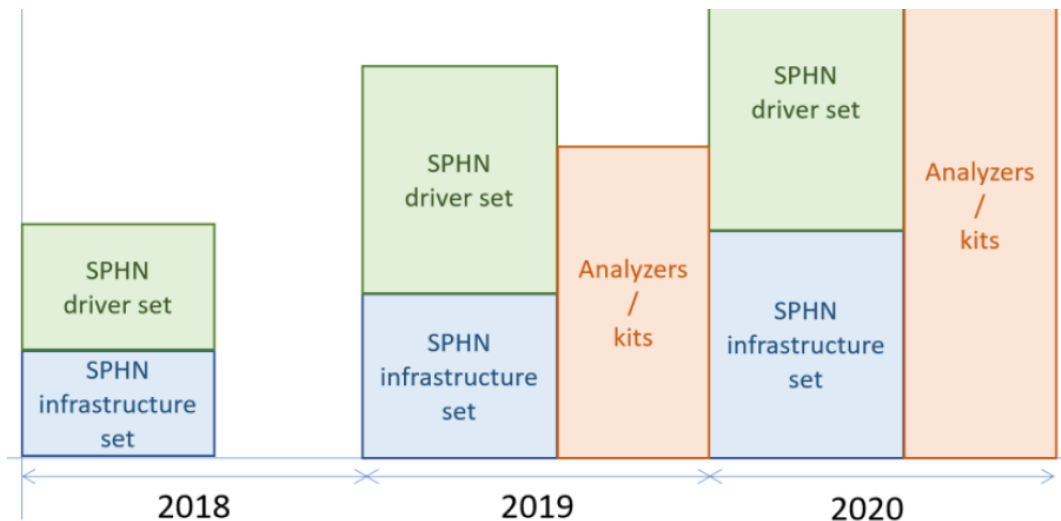 SPHN
driver set
SPHN
infrastructure
set
SPHN
driver set
SPHN
infrastructure
set
Analyzers
/
kits
SPHN
driver set
SPHN
infrastructure
set
Analyzers
/
kits
2018
2019
2020